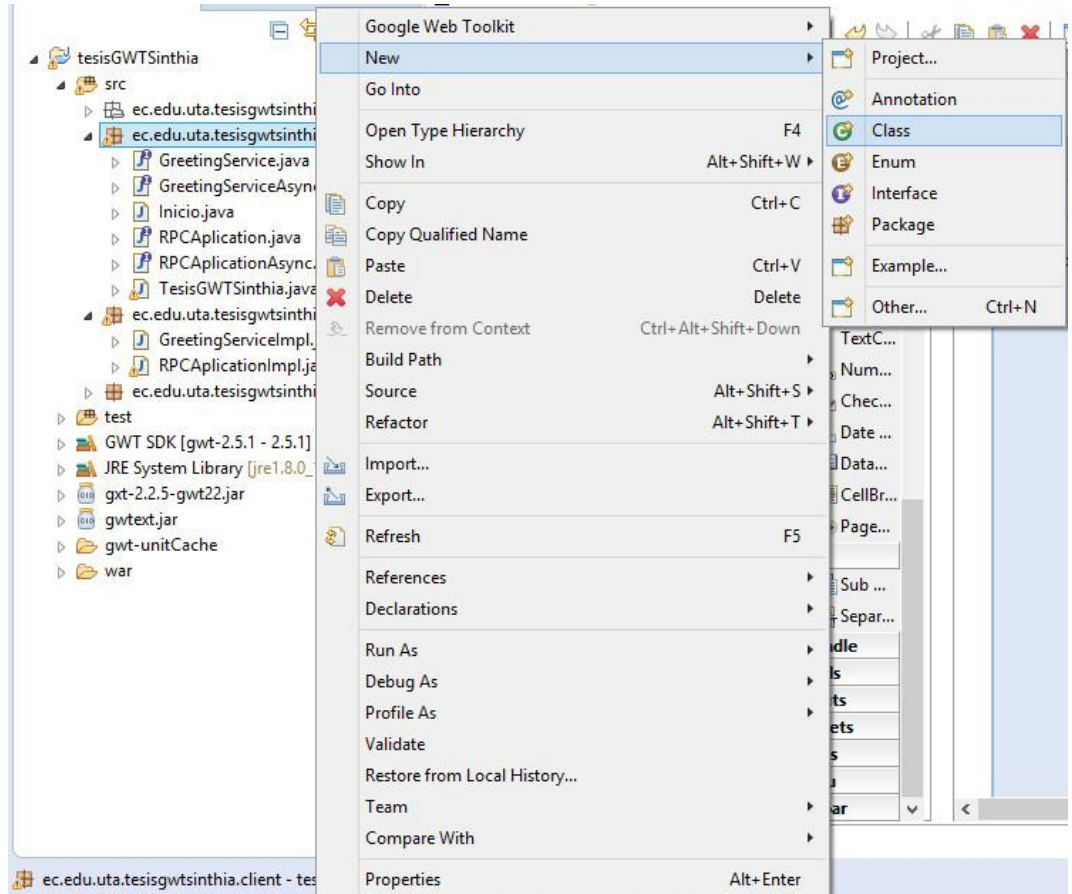 tesisGWTSinthia
src
ec.edu.uta.tesisgwtsinthi
ec.edu.uta.tesisgwtsinthi
GreetingService.java
GreetingServiceAsyn
Inicio.java
RPCAplication.java
RPCAplicationAsync.
TesisGWTSinthia.java
ec.edu.uta.tesisgwtsinthi
GreetingServiceImpl.j
RPCAplicationImpl.ja
ec.edu.uta.tesisgwtsinthi
test
GWT SDK [gwt-2.5.1 - 2.5.1]
JRE System Library [jre1.8.0_
gxt-2.2.5-gwt22.jar
gwtext.jar
gwt-unitCache
war
ec.edu.uta.tesisgwtsinthia.client - tes
Google Web Toolkit
New
Go Into
Open Type Hierarchy F4
Show In Alt+Shift+W
Copy Ctrl+C
Copy Qualified Name
Paste Ctrl+V
Delete Delete
Remove from Context Ctrl+Alt+Shift+Down
Build Path
Source Alt+Shift+S
Refactor Alt+Shift+T
Import...
Export...
Refresh F5
References
Declarations
Run As
Debug As
Profile As
Validate
Restore from Local History...
Team
Compare With
Properties Alt+Enter
Project...
Annotation
Class
Enum
Interface
Package
Example...
Other... Ctrl+N
TextC...
Num...
Chec...
Date ...
Data...
CellBr...
Page...
Sub ...
Separ...
dle
ls
ts
ets
s
ar